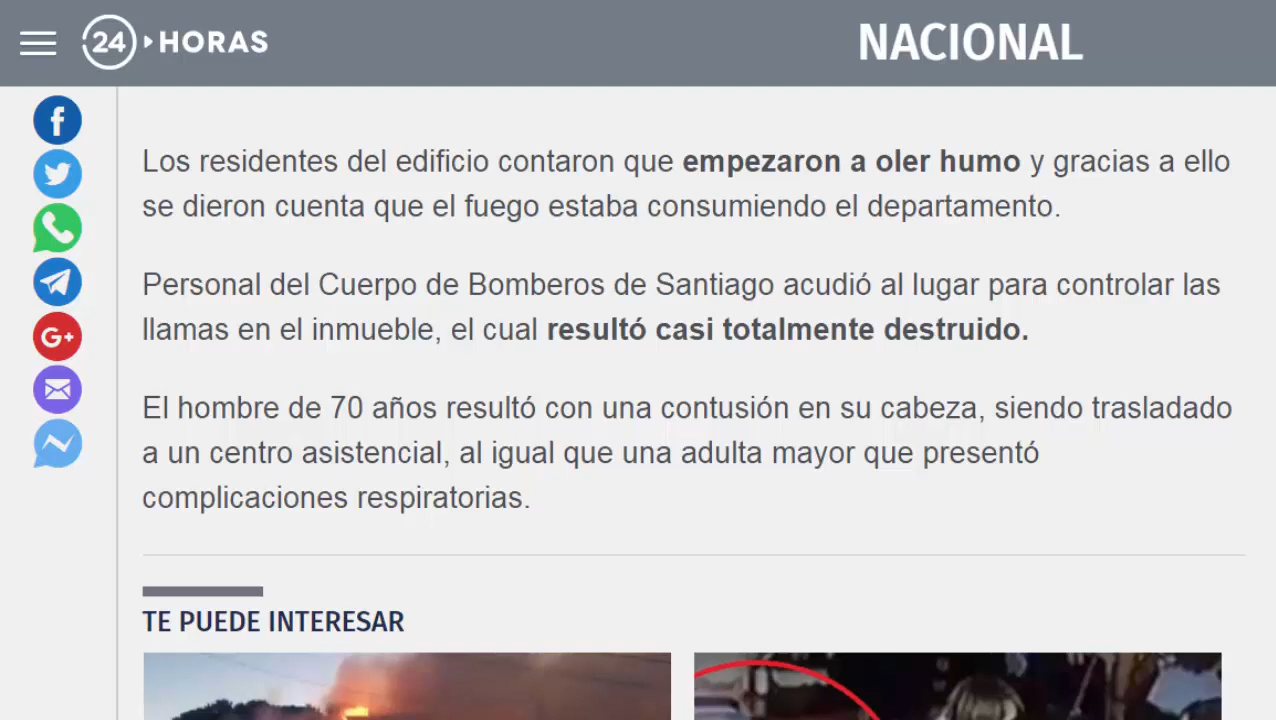 24 HORAS
NACIONAL
Los residentes del edificio contaron que empezaron a oler humo y gracias a ello
se dieron cuenta que el fuego estaba consumiendo el departamento.
Personal del Cuerpo de Bomberos de Santiago acudió al lugar para controlar las
llamas en el inmueble, el cual resultó casi totalmente destruido.
El hombre de 70 años resultó con una contusión en su cabeza, siendo trasladado
a un centro asistencial, al igual que una adulta mayor que presentó
complicaciones respiratorias.
TE PUEDE INTERESAR